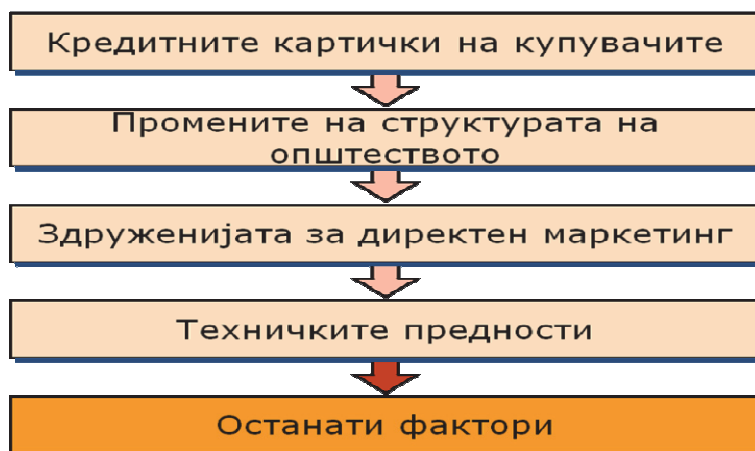 Кредитните картички на купувачите
Промените на структурата на
општеството
Здруженијата за директен маркетинг
Техничките предности
Останати фактори